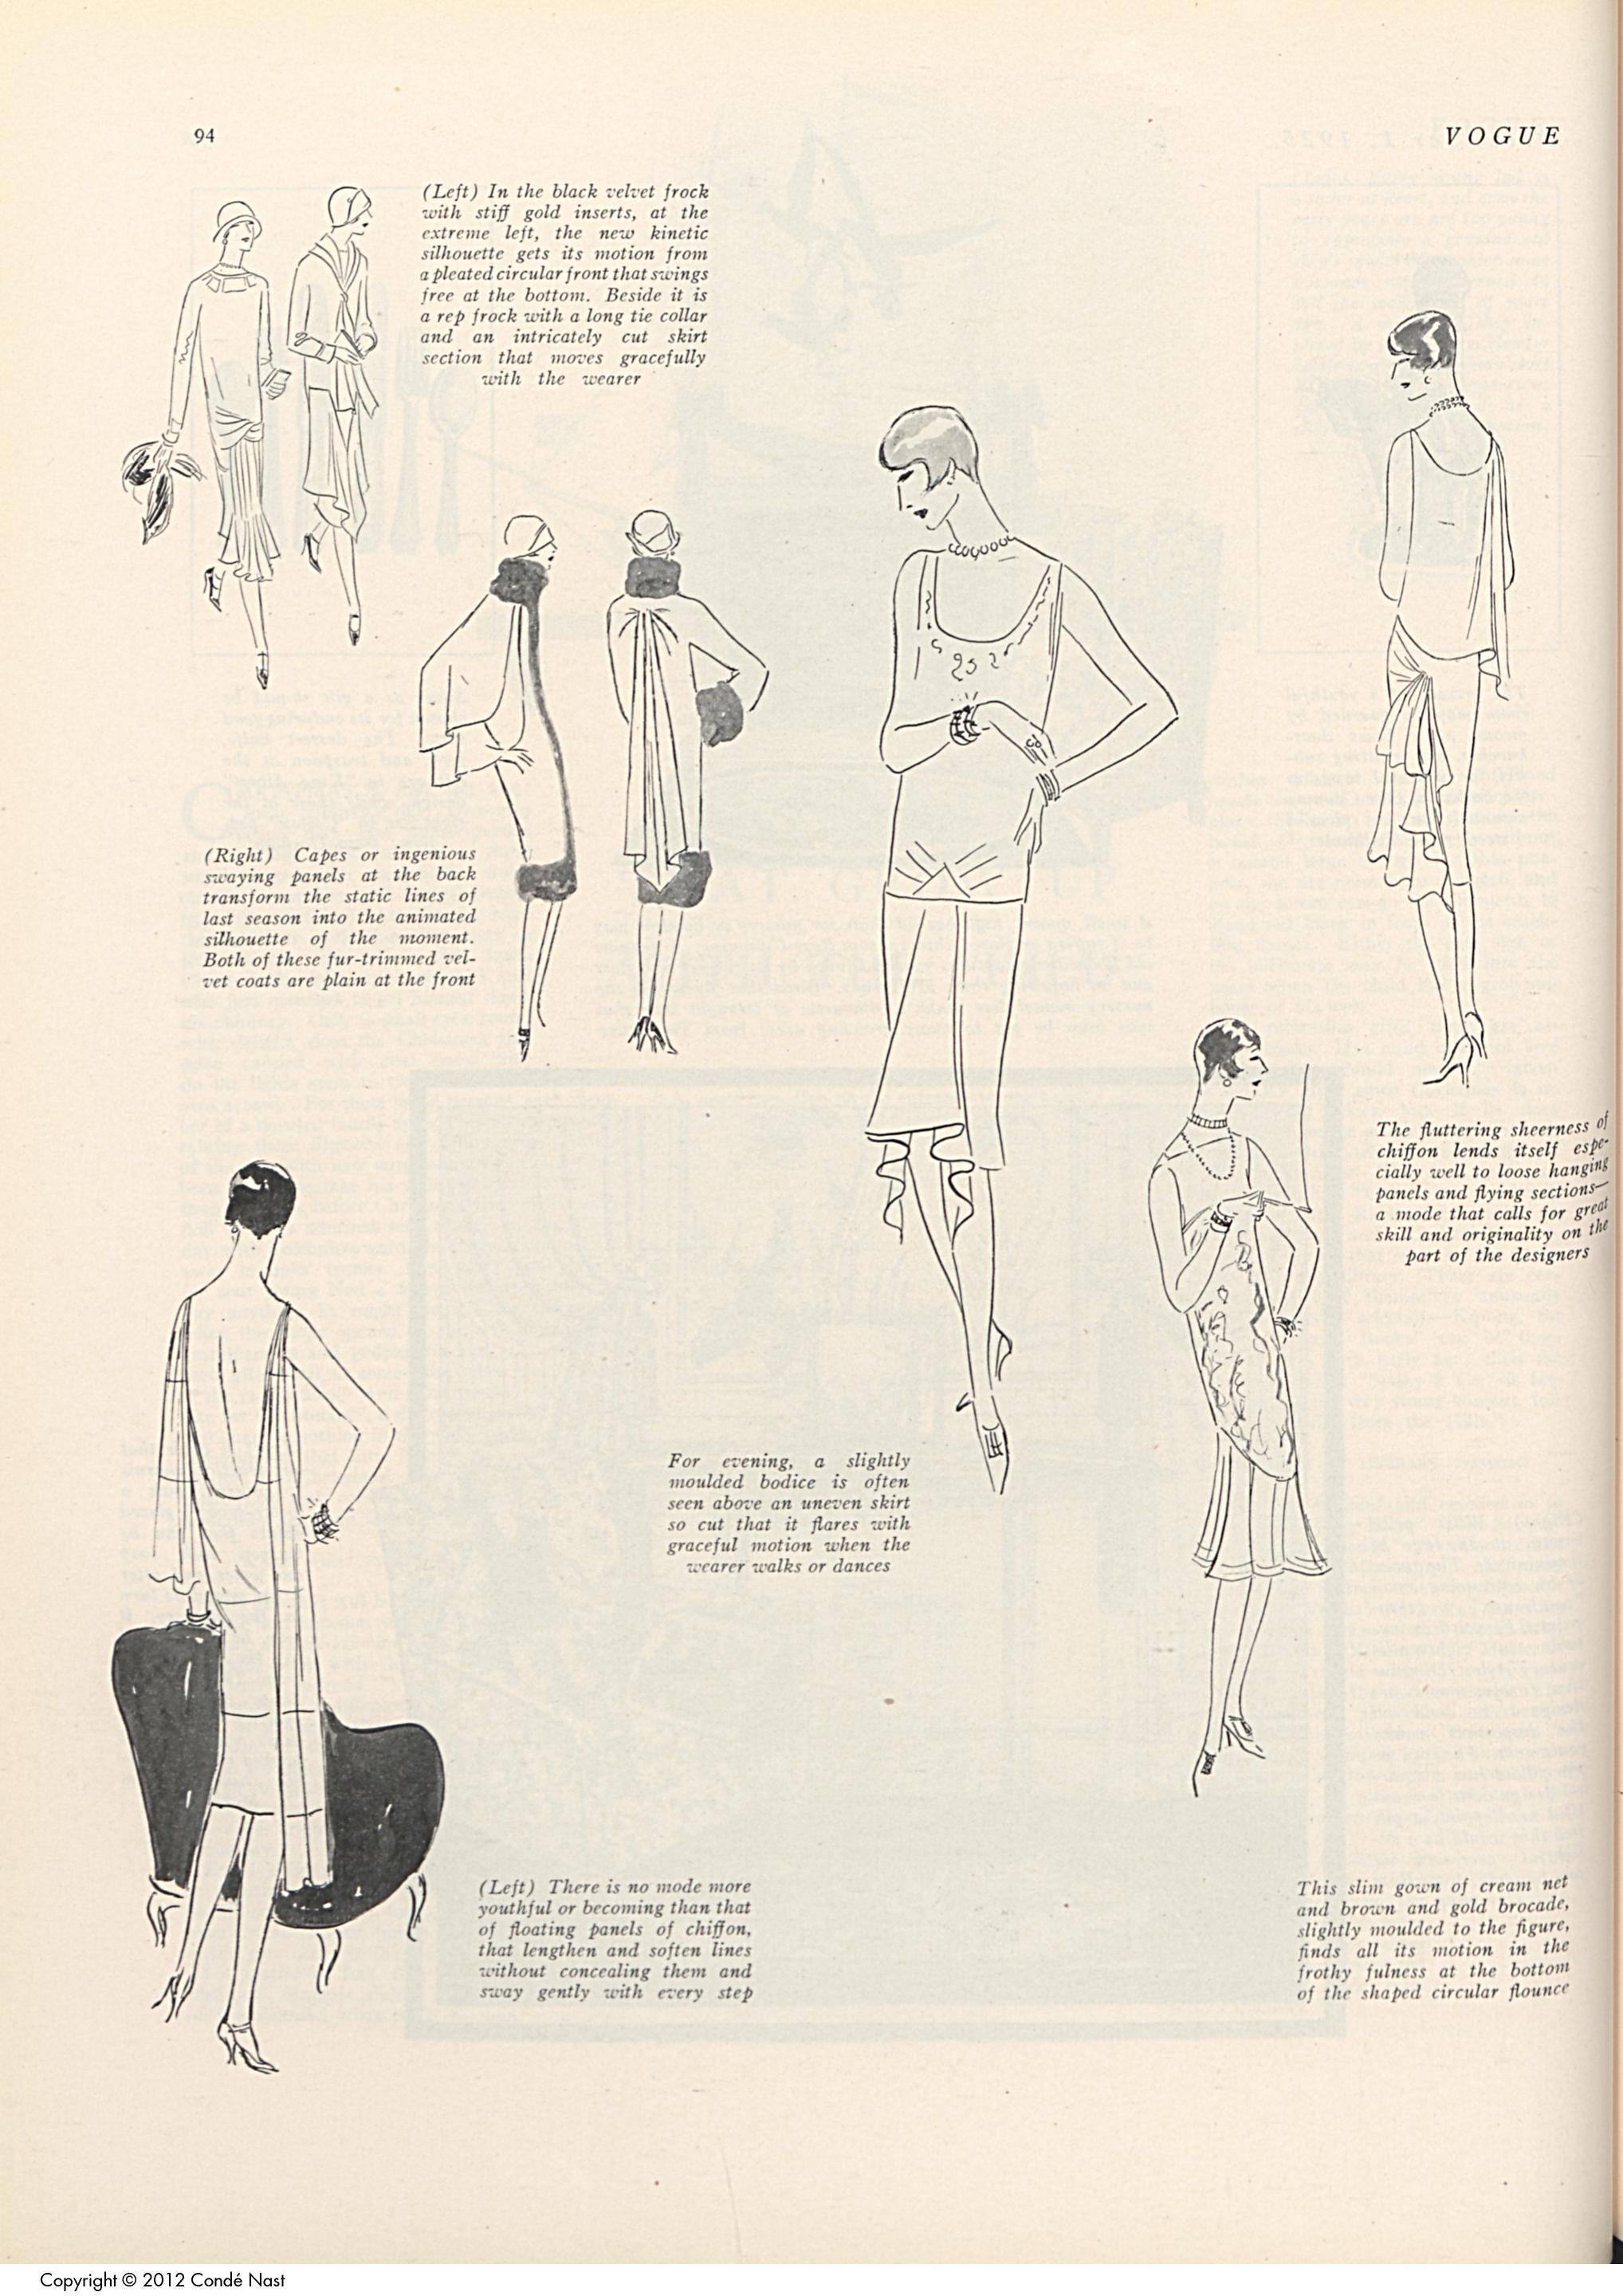 94
VOGUE
(Left) In the black velvet frock
with stiff gold inserts, at the
extreme left, the new kinetic
silhouette gets its motion from
a pleated circular front that swings
free at the bottom. Beside it is
a rep frock with a long tie collar
and an intricately cut skirt
section that moves gracefully
with the wearer
(Right) Capes or ingenious
swaying panels at the back
transform the static lines of
last season into the animated
silhouette of the moment.
Both of these fur-trimmed vel-
vet coats are plain at the front
The fluttering sheerness of
chiffon lends itself espe-
cially well to loose hanging
panels and flying sections—
a mode that calls for great
skill and originality on the
part of the designers
For evening, a slightly
moulded bodice is often
seen above an uneven skirt
so cut that it flares with
graceful motion when the
wearer walks or dances
(Left) There is no mode more
youthful or becoming than that
of floating panels of chiffon,
that lengthen and soften lines
without concealing them and
sway gently with every step
This slim gown of cream net
and brown and gold brocade,
slightly moulded to the figure,
finds all its motion in the
frothy fulness at the bottom
of the shaped circular flounce
Copyright © 2012 Condé Nast